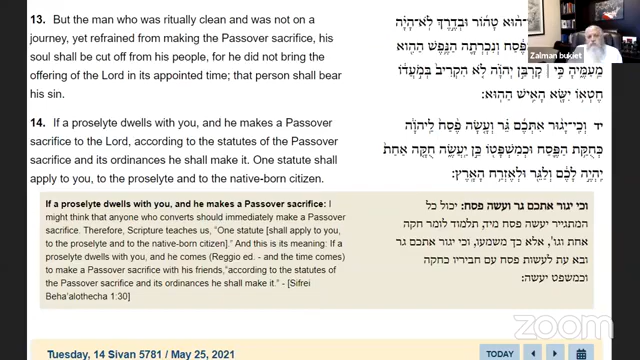 13. But the man who was ritually clean and was not on a
journey, yet refrained from making the Passover sacrifice, his
soul shall be cut off from his people, for he did not bring the
offering of the Lord in its appointed time; that person shall bear
his sin.
14. If a proselyte dwells with you, and he makes a Passover
sacrifice to the Lord, according to the statutes of the Passover
sacrifice and its ordinances he shall make it. One statute shall
apply to you, to the proselyte and to the native-born citizen.
If a proselyte dwells with you, and he makes a Passover sacrifice: I
might think that anyone who converts should immediately make a Passover
sacrifice. Therefore, Scripture teaches us, “One statute [shall apply to you,
to the proselyte and to the native-born citizen].” And this is its meaning: If a
proselyte dwells with you, and he comes (Reggio ed. - and the time comes)
to make a Passover sacrifice with his friends,“according to the statutes of
the Passover sacrifice and its ordinances he shall make it.” - [Sifrei
Beha’alothecha 1:30]
ה֨וּא טָה֜וֹר וּבְדֶ֣רֶךְ לֹֽא־הָיָ֗ה
פֶּ֔סַח וְנִכְרְתָ֛ה הַנֶּ֥פֶשׁ הַהִ֖וא
מֵֽעַמֶּ֑יהָ כִּ֣י | קָרְבַּ֣ן יְהֹוָ֗ה לֹ֤א הִקְרִיב֙ בְּמֹ֣עֲד֔וֹ
חֶטְא֥וֹ יִשָּׂ֖א הָאִ֥ישׁ הַהֽוּא:
יד וְכִֽי־יָג֨וּר אִתְּכֶ֜ם גֵּ֗ר וְעָ֤שָׂה פֶ֨סַח֙ לַֽיהֹוָ֔ה
כְּחֻקַּ֥ת הַפֶּ֛סַח וּכְמִשְׁפָּט֖וֹ כֵּ֣ן יַֽעֲשֶׂ֑ה חֻקָּ֤ה אַחַת֙
יִֽהְיֶ֣ה לָכֶ֔ם וְלַגֵּ֖ר וּלְאֶזְרַ֥ח הָאָֽרֶץ:
וכי יגור אתכם גר ועשה פסח: יכול כל
המתגייר יעשה פסח מיד, תלמוד לומר חקה
אחת וגו', אלא כך משמעו, וכי יגור אתכם גר
ובא עת לעשות פסח עם חביריו כחקה
וכמשפט יעשה:
Zalman bukiet
Tuesday, 14 Sivan 5781 / May 25, 2021
TODAY
zoom